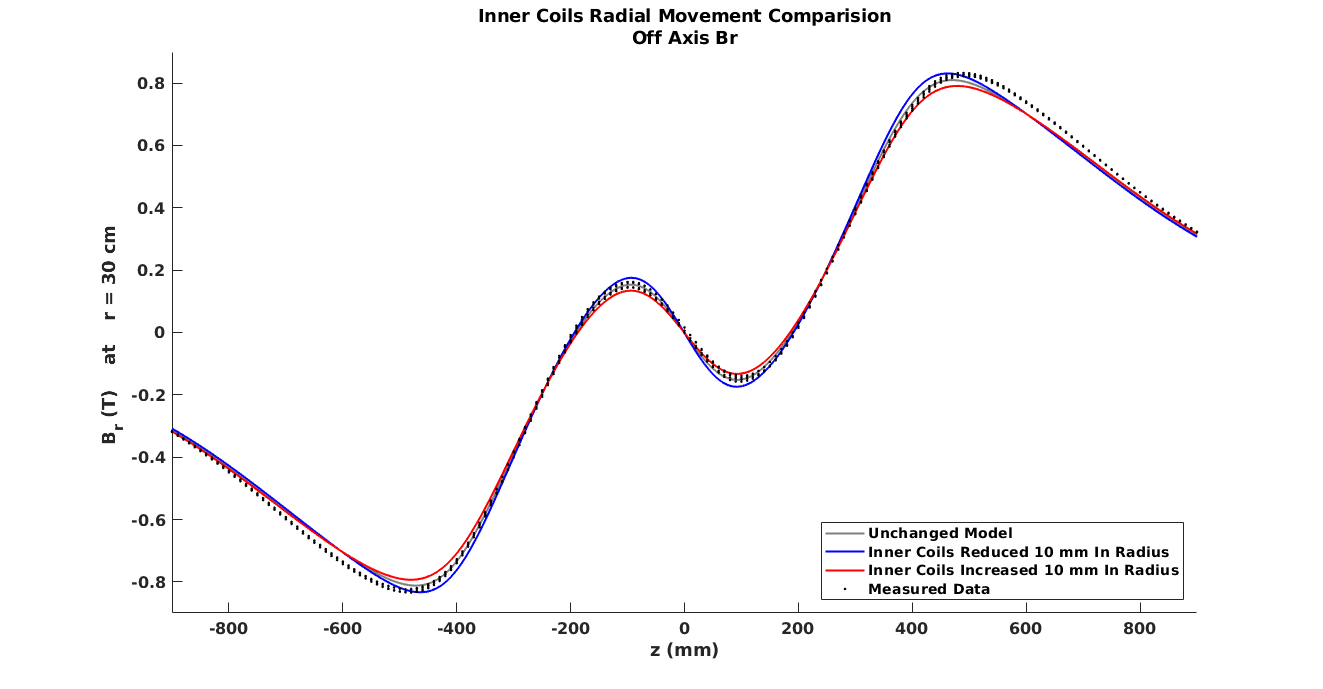 Inner Coils Radial Movement Comparision
Off Axis Br
B_r (T) at r = 30 cm
0.8
0.6
0.4
0.2
0
-0.2
-0.4
-0.6
-0.8
-800 -600 -400 -200 0 200 400 600 800
z (mm)
Unchanged Model
Inner Coils Reduced 10 mm In Radius
Inner Coils Increased 10 mm In Radius
Measured Data